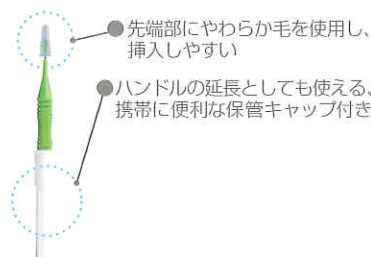 ●先端部にやわらか毛を使用し、
挿入しやすい
●ハンドルの延長としても使える、
携帯に便利な保管キャップ付き